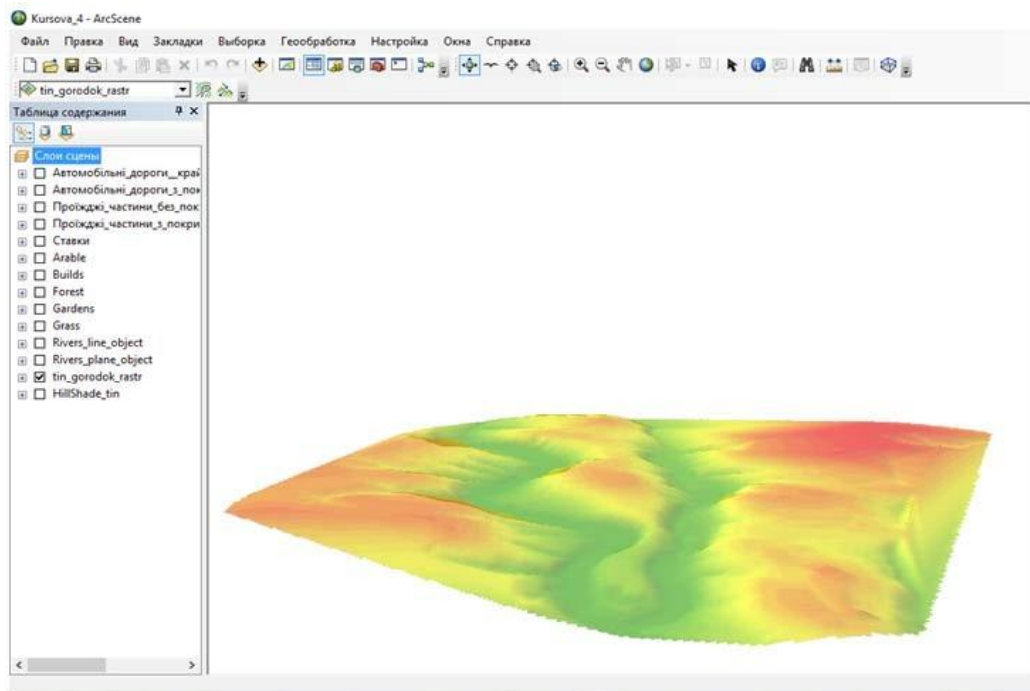 Kursova_4 - ArcScene
Файл Правка Вид Закладки Выборка Геообработка Настройка Окна Справка
tin_gorodok_rastr
Таблица содержания
Слои сцены
Автомобільні_дороги__край
Автомобільні_дороги_з_пок
Проїжджі_частини_без_пок
Проїжджі_частини_з_покри
Ставки
Arable
Builds
Forest
Gardens
Grass
Rivers_line_object
Rivers_plane_object
tin_gorodok_rastr
HillShade_tin